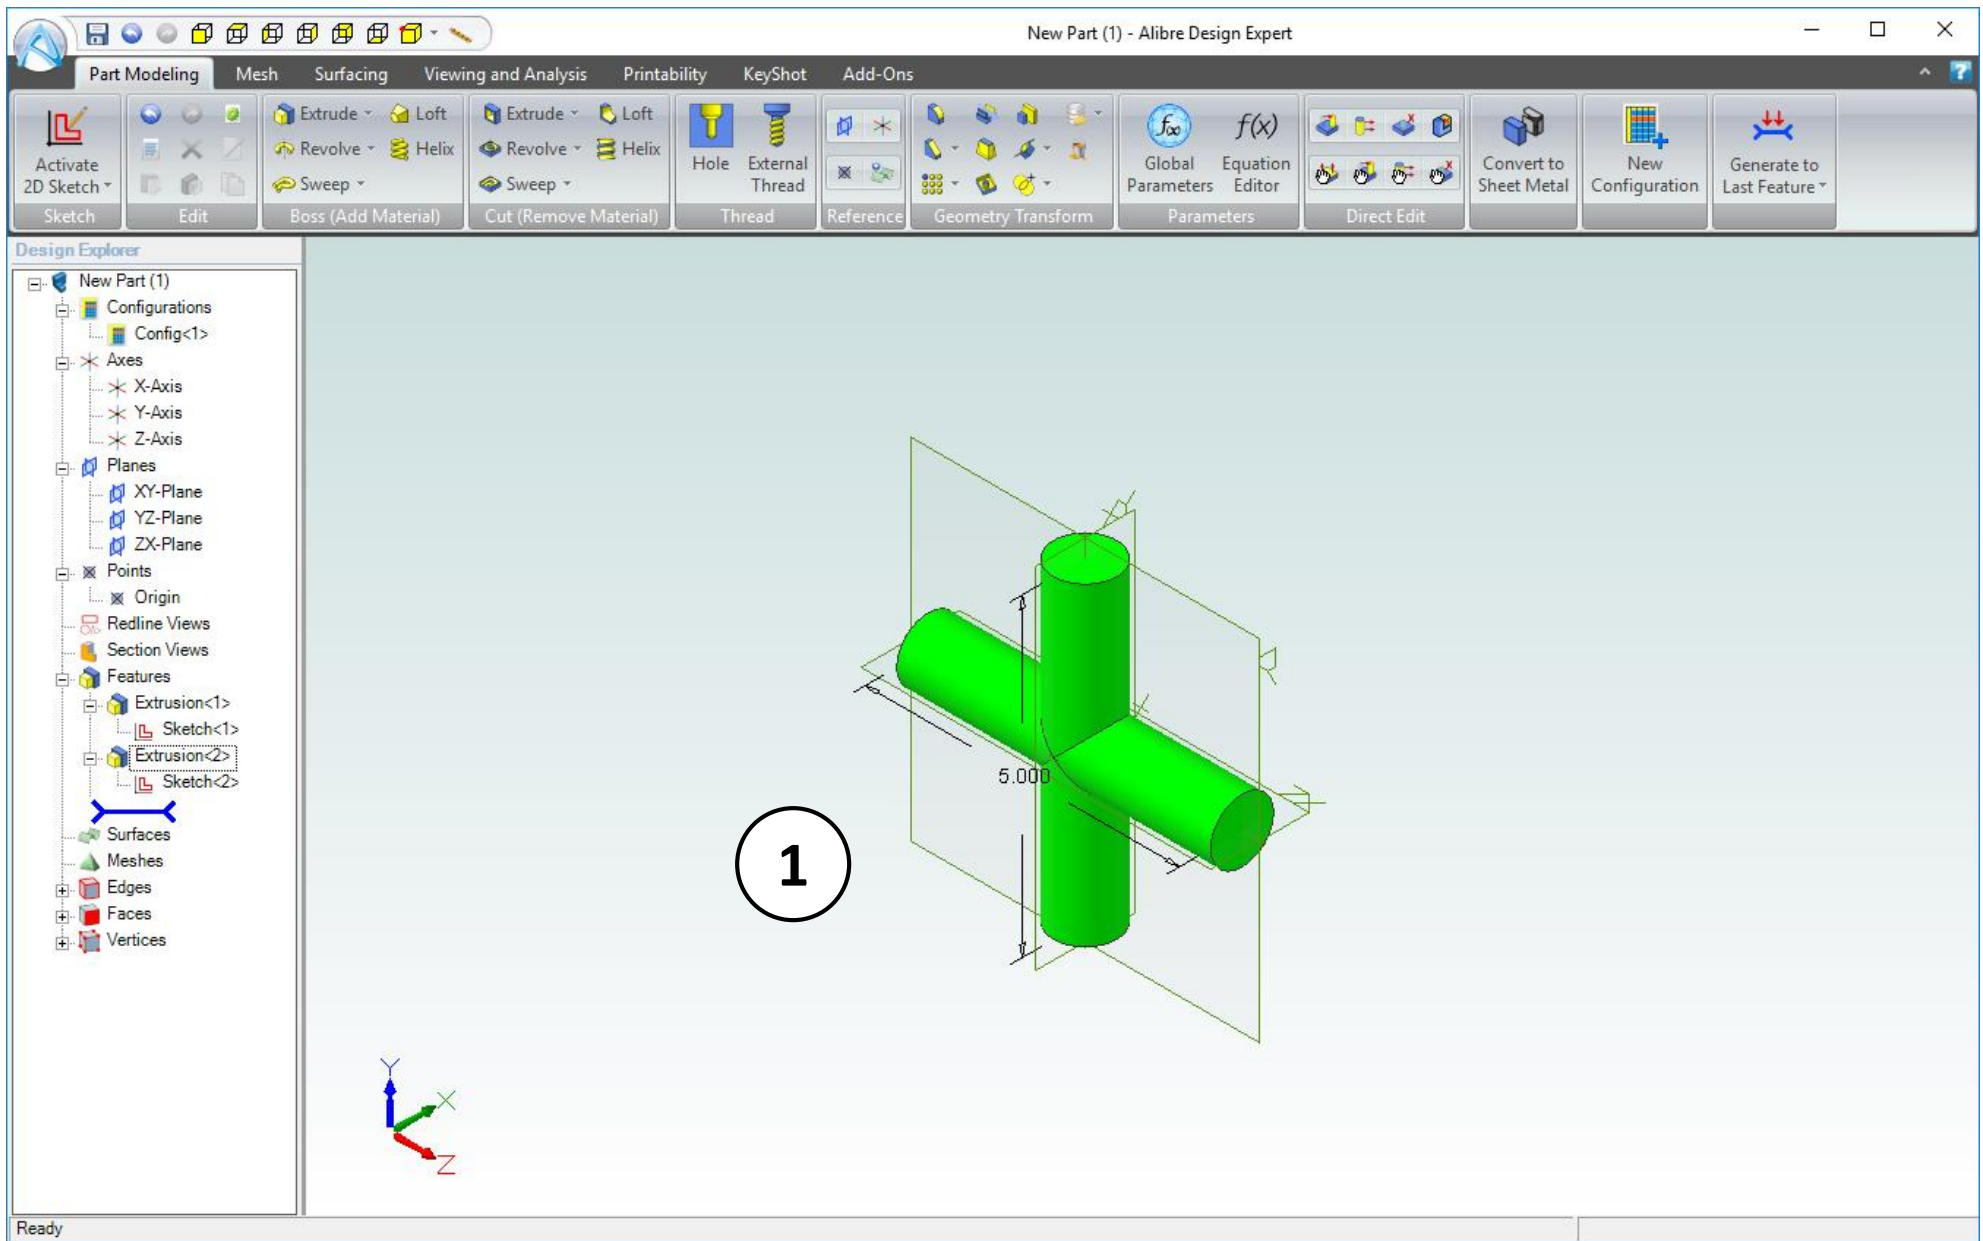 New Part (1) - Alibre Design Expert
Part Modeling Mesh Surfacing Viewing and Analysis Printability KeyShot Add-Ons
Activate
2D Sketch
Sketch
Edit
Extrude Loft
Revolve Helix
Sweep
Boss (Add Material)
Extrude Loft
Revolve Helix
Sweep
Cut (Remove Material)
Hole
External
Thread
Thread
Reference
Geometry Transform
Global
Parameters
f(x)
Equation
Editor
Parameters
Direct Edit
Convert to
Sheet Metal
New
Configuration
Generate to
Last Feature
Design Explorer
New Part (1)
Configurations
Config<1>
Axes
X-Axis
Y-Axis
Z-Axis
Planes
XY-Plane
YZ-Plane
ZX-Plane
Points
Origin
Redline Views
Section Views
Features
Extrusion<1>
Sketch<1>
Extrusion<2>
Sketch<2>
Surfaces
Meshes
Edges
Faces
Vertices
5.000
1
Y
X
Z
Ready